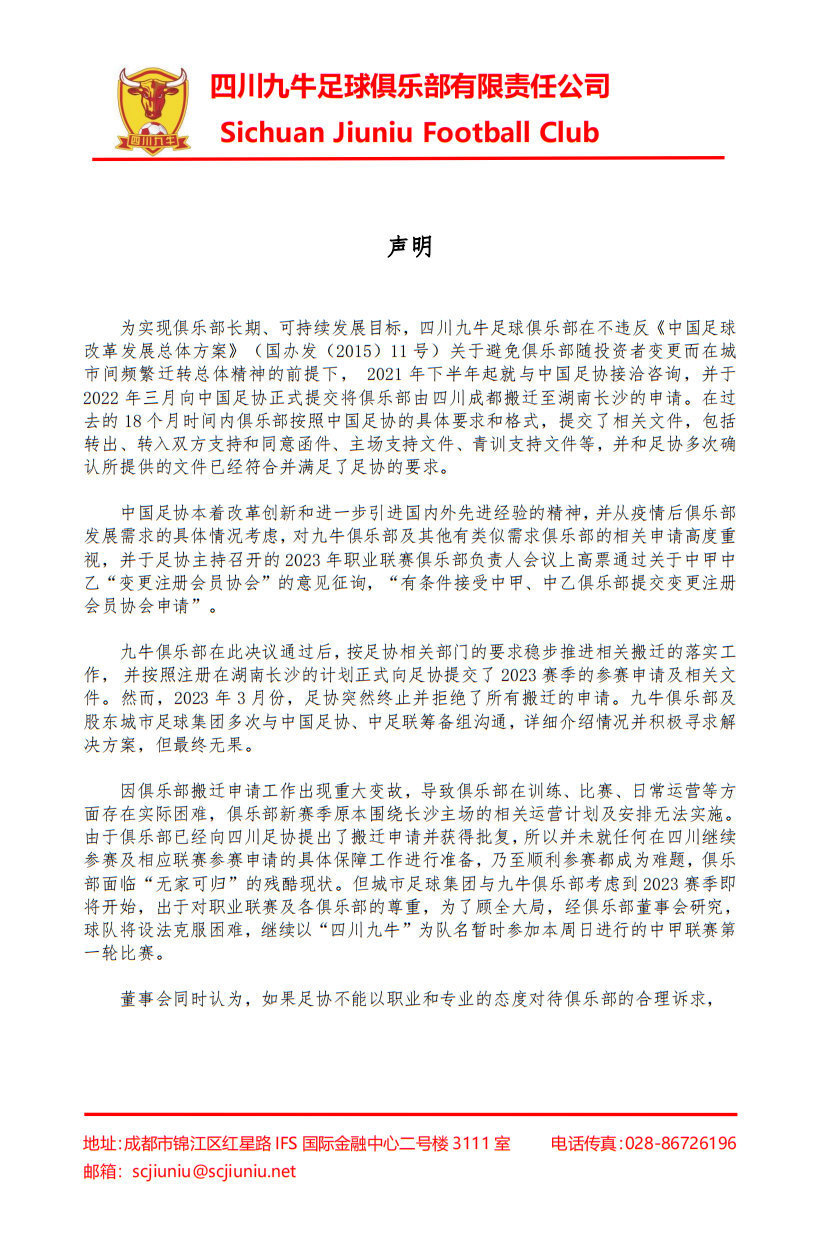 四川九牛足球俱乐部有限责任公司
Sichuan Jiuniu Football Club
四川九牛
声明
为实现俱乐部长期、可持续发展目标，四川九牛足球俱乐部在不违反《中国足球
改革发展总体方案》（国办发（2015）11 号）关于避免俱乐部随投资者变更而在城
市间频繁迁转总体精神的前提下， 2021 年下半年起就与中国足协接洽咨询，并于
2022 年三月向中国足协正式提交将俱乐部由四川成都搬迁至湖南长沙的申请。在过
去的 18 个月时间内俱乐部按照中国足协的具体要求和格式，提交了相关文件，包括
转出、转入双方支持和同意函件、主场支持文件、青训支持文件等，并和足协多次确
认所提供的文件已经符合并满足了足协的要求。
中国足协本着改革创新和进一步引进国内外先进经验的精神，并从疫情后俱乐部
发展需求的具体情况考虑，对九牛俱乐部及其他有类似需求俱乐部的相关申请高度重
视，并于足协主持召开的 2023 年职业联赛俱乐部负责人会议上高票通过关于中甲中
乙“变更注册会员协会”的意见征询，“有条件接受中甲、中乙俱乐部提交变更注册
会员协会申请”。
九牛俱乐部在此决议通过后，按足协相关部门的要求稳步推进相关搬迁的落实工
作， 并按照注册在湖南长沙的计划正式向足协提交了 2023 赛季的参赛申请及相关文
件。然而，2023 年 3 月份，足协突然终止并拒绝了所有搬迁的申请。九牛俱乐部及
股东城市足球集团多次与中国足协、中足联筹备组沟通，详细介绍情况并积极寻求解
决方案，但最终无果。
因俱乐部搬迁申请工作出现重大变故，导致俱乐部在训练、比赛、日常运营等方
面存在实际困难，俱乐部新赛季原本围绕长沙主场的相关运营计划及安排无法实施。
由于俱乐部已经向四川足协提出了搬迁申请并获得批复，所以并未就任何在四川继续
参赛及相应联赛参赛申请的具体保障工作进行准备，乃至顺利参赛都成为难题，俱乐
部面临“无家可归”的残酷现状。但城市足球集团与九牛俱乐部考虑到 2023 赛季即
将开始，出于对职业联赛及各俱乐部的尊重，为了顾全大局，经俱乐部董事会研究，
球队将设法克服困难，继续以“四川九牛”为队名暂时参加本周日进行的中甲联赛第
一轮比赛。
董事会同时认为，如果足协不能以职业和专业的态度对待俱乐部的合理诉求，
地址：成都市锦江区红星路 IFS 国际金融中心二号楼 3111 室 电话传真：028-86726196
邮箱：scjiuniu@scjiuniu.net